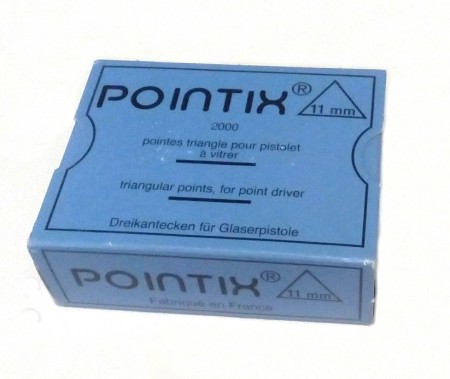 POINTIX® 11 mm
2000
pointes triangle pour pistolet
à vitrer
triangular points, for point driver
Dreikantecken für Glaserpistole
POINTIX® 11 mm
Fabriqué en France